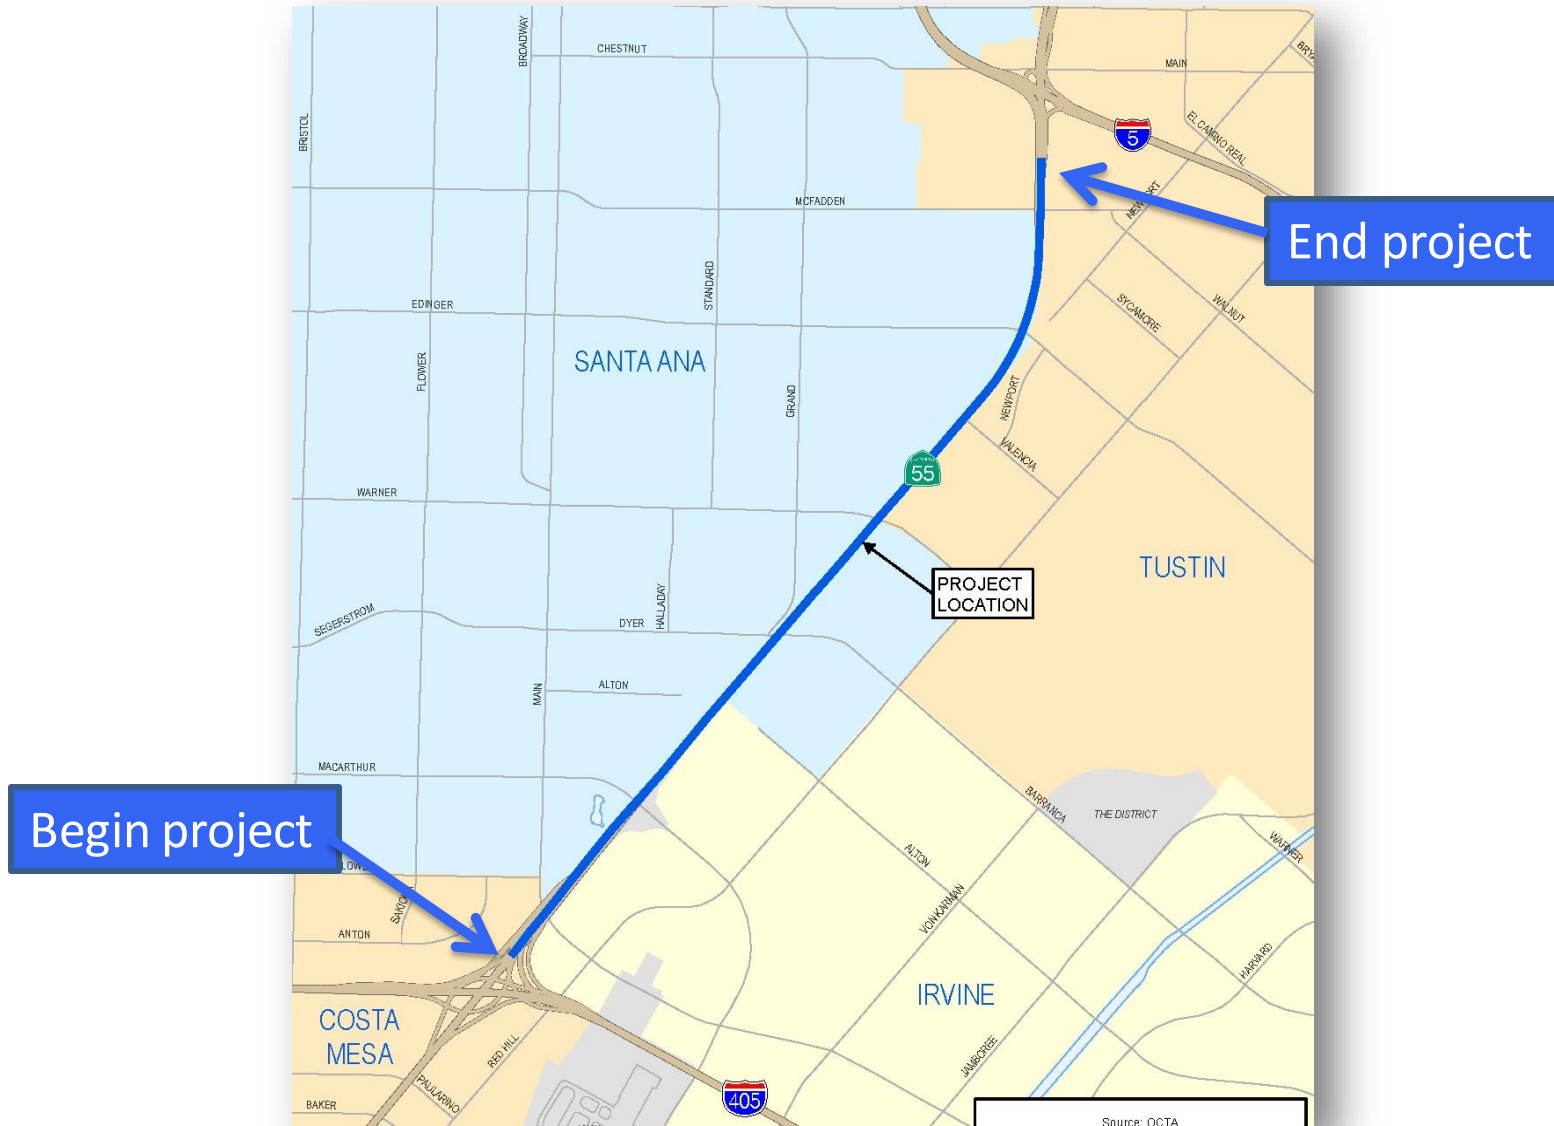 BROADWAY
CHESTNUT
MAIN
BRISTOL
5
EL CAMINO REAL
MCFADDEN
End project
STANDARD
EDINGER
SYCAMORE
WALNUT
SANTA ANA
FLOWER
GRAND
NEWPORT
VALENCIA
55
WARNER
TUSTIN
PROJECT
LOCATION
HALLADAY
SEGERSTROM
DYER
ALTON
MAIN
MACARTHUR
BARRANCA
THE DISTRICT
Begin project
WARNER
ALTON
VON KARMAN
ANTON
HARVARD
IRVINE
COSTA
MESA
RED HILL
JAMBOREE
PAULARINO
405
BAKER
Source: OCTA